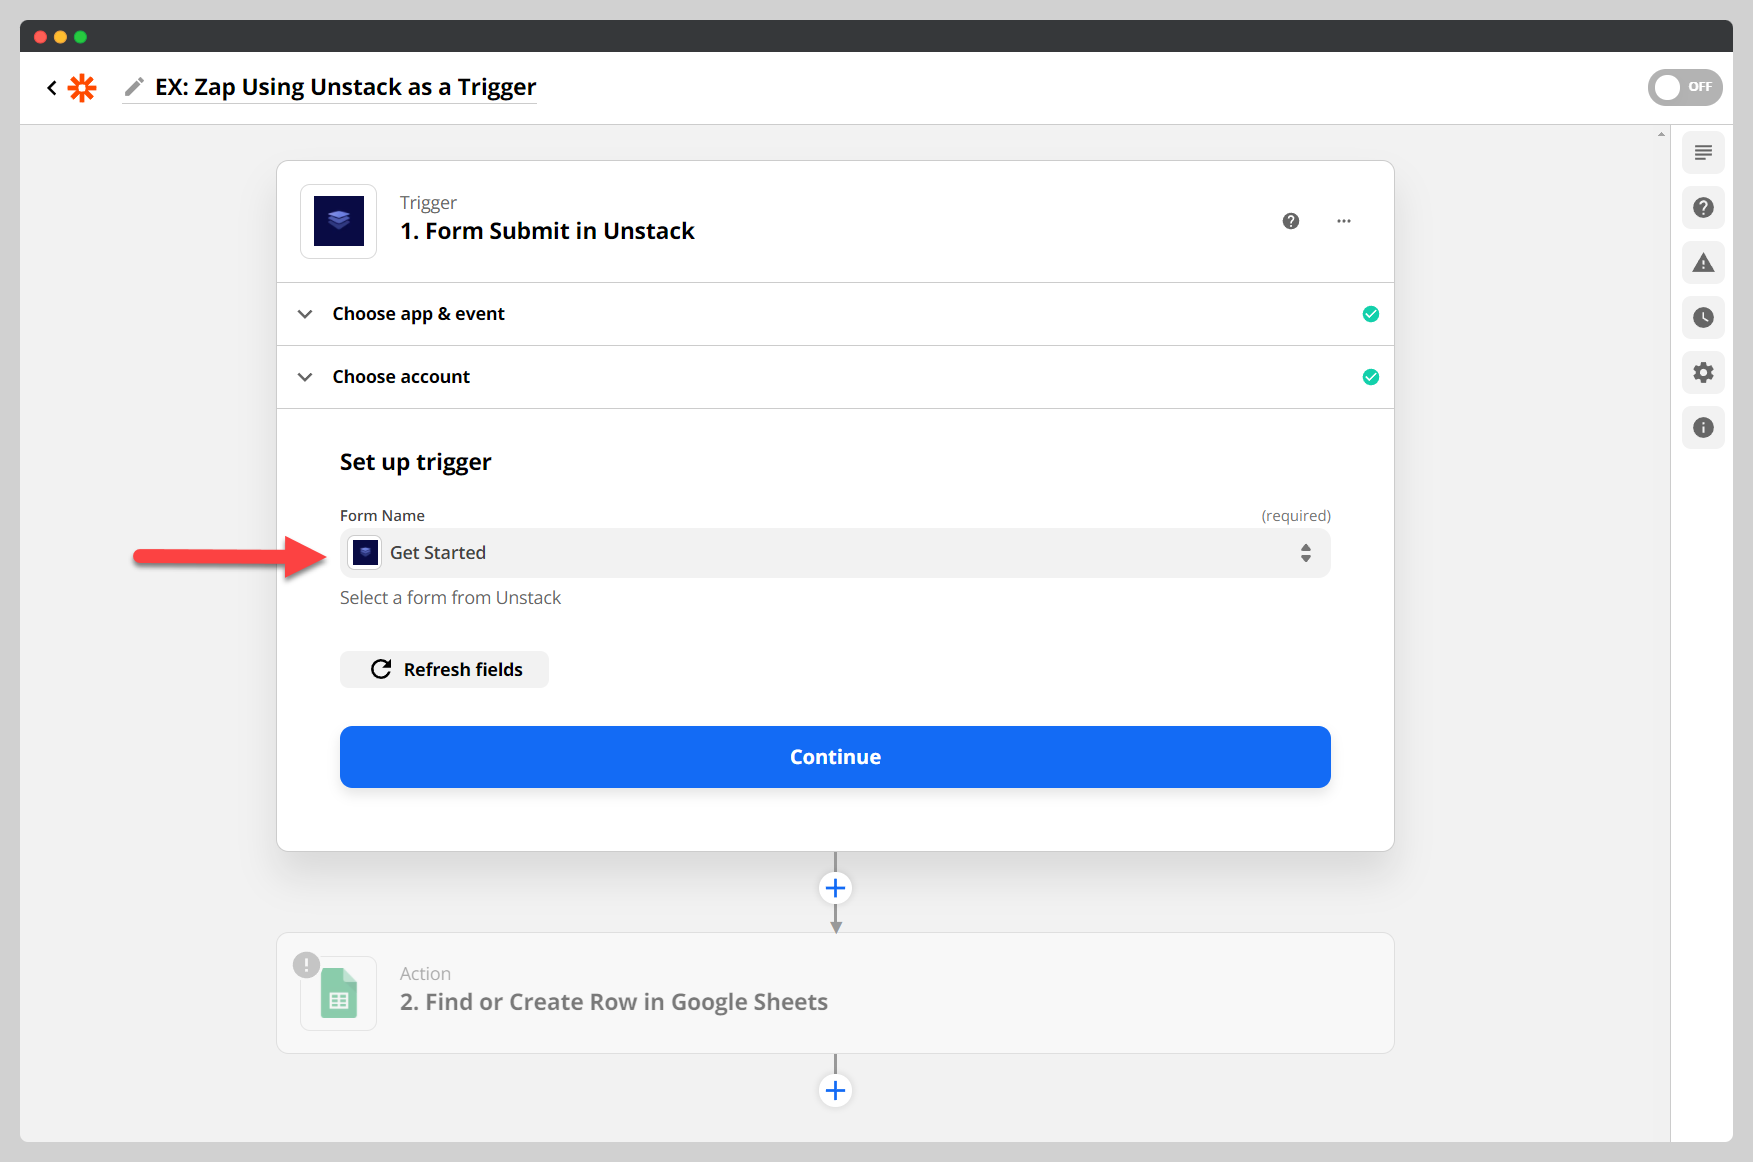 EX: Zap Using Unstack as a Trigger
OFF
Trigger
1. Form Submit in Unstack
Choose app & event
Choose account
Set up trigger
Form Name
(required)
Get Started
Select a form from Unstack
Refresh fields
Continue
Action
2. Find or Create Row in Google Sheets